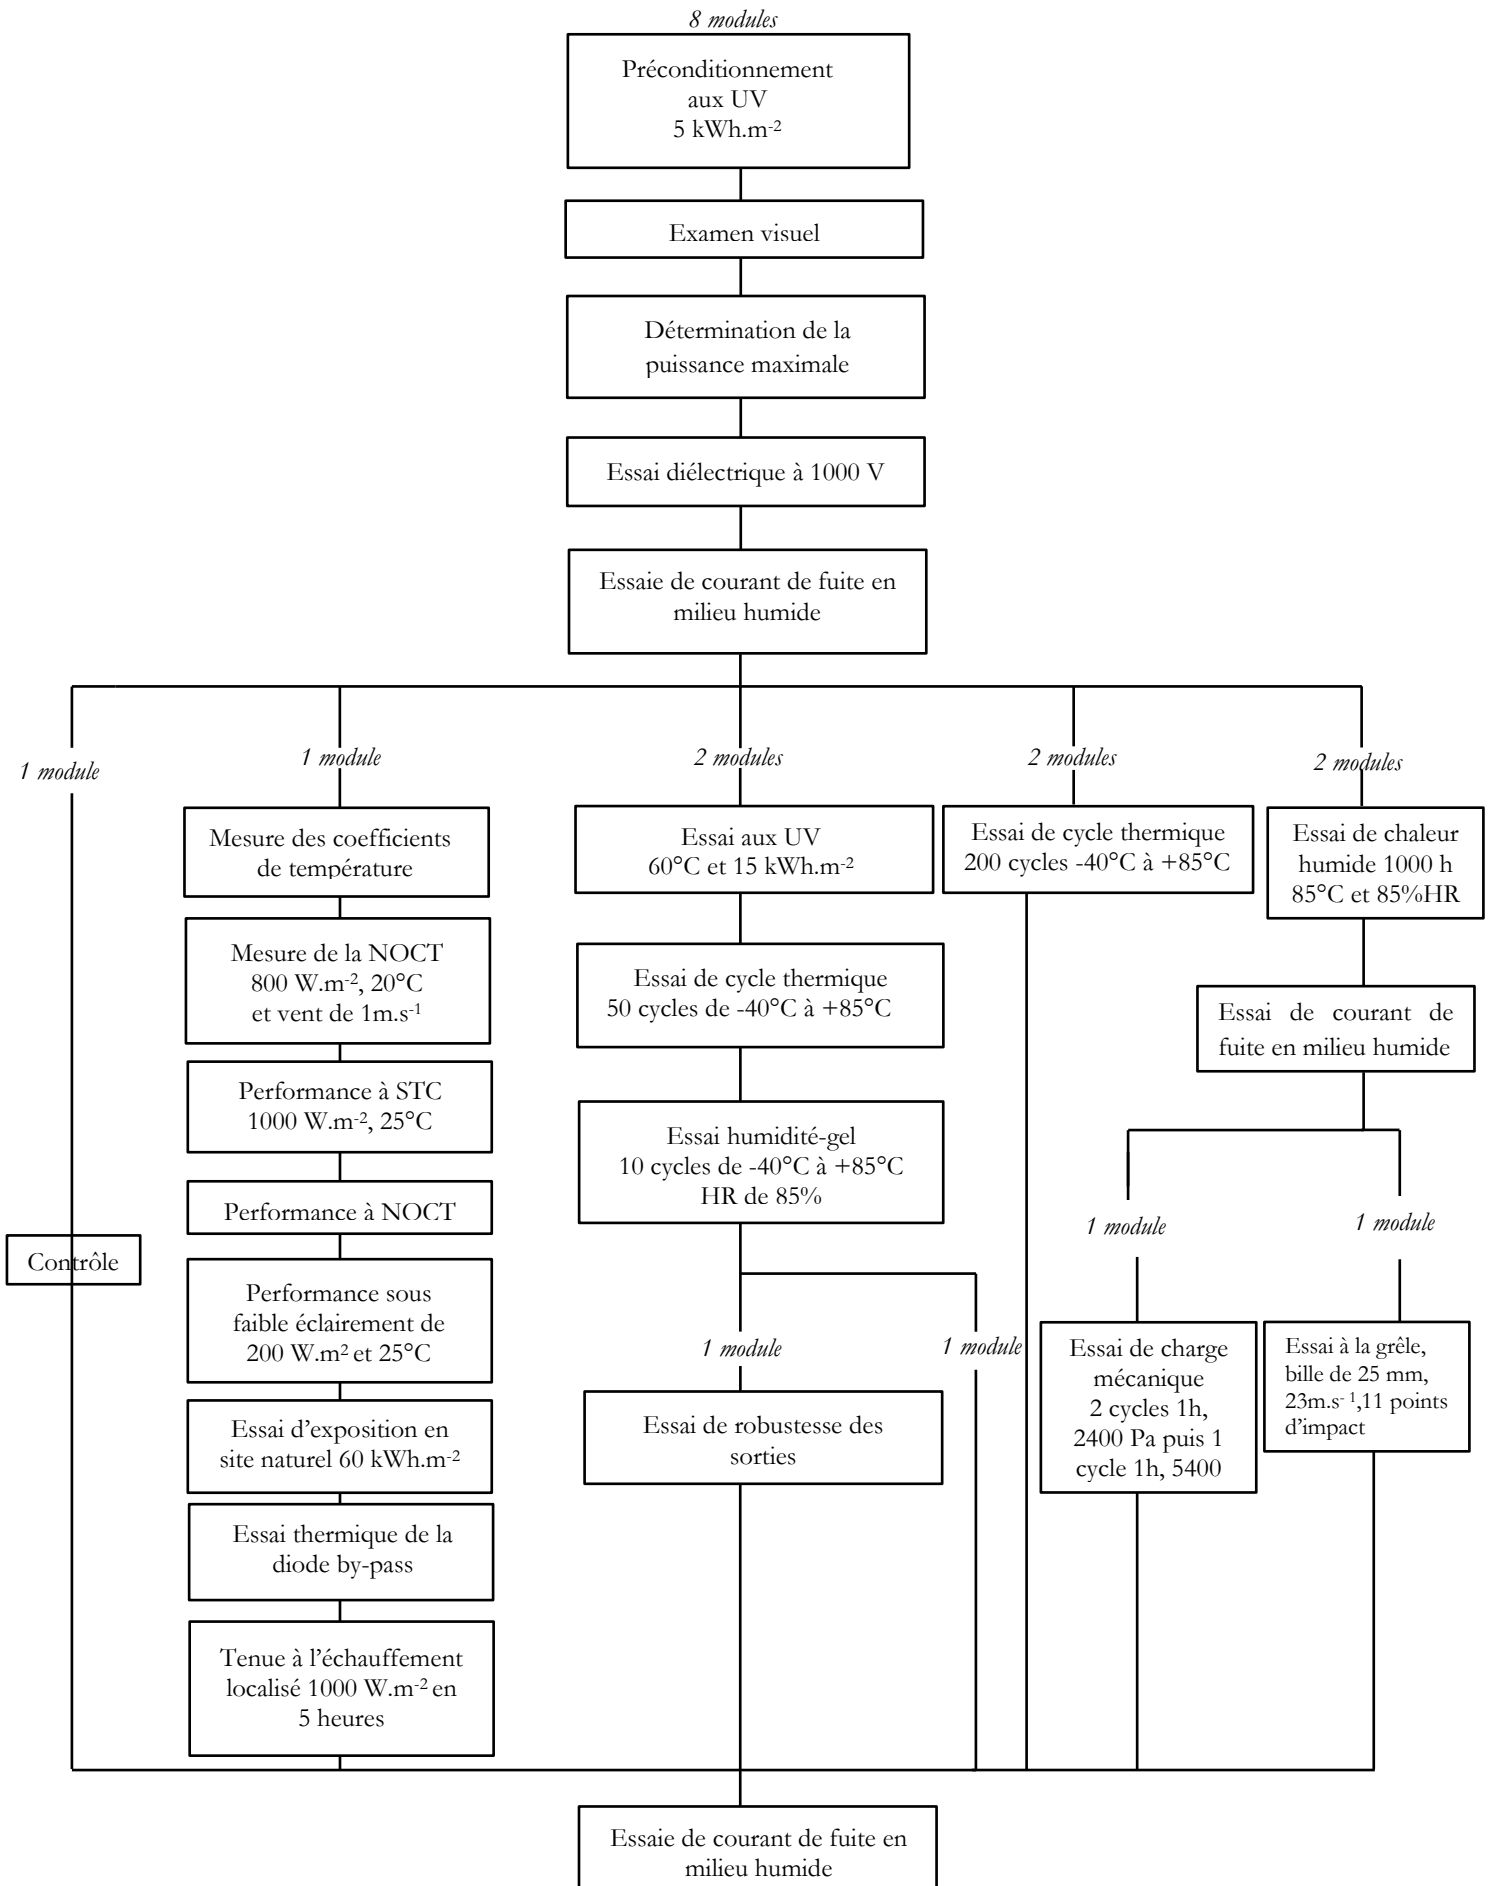 8 modules
Préconditionnement
aux UV
5 kWh.m-2
Examen visuel
Détermination de la
puissance maximale
Essai diélectrique à 1000 V
Essaie de courant de fuite en
milieu humide
1 module
1 module
2 modules
2 modules
2 modules
Mesure des coefficients
de température
Mesure de la NOCT
800 W.m-2, 20°C
et vent de 1m.s-1
Performance à STC
1000 W.m-2, 25°C
Performance à NOCT
Contrôle
Performance sous
faible éclairement de
200 W.m2 et 25°C
Essai d'exposition en
site naturel 60 kWh.m-2
Essai thermique de la
diode by-pass
Tenue à l'échauffement
localisé 1000 W.m-2 en
5 heures
Essai aux UV
60°C et 15 kWh.m-2
Essai de cycle thermique
50 cycles de -40°C à +85°C
Essai humidité-gel
10 cycles de -40°C à +85°C
HR de 85%
1 module
1 module
Essai de robustesse des
sorties
Essai de cycle thermique
200 cycles -40°C à +85°C
Essai de chaleur
humide 1000 h
85°C et 85%HR
Essai de courant de
fuite en milieu humide
1 module
1 module
Essai de charge
mécanique
2 cycles 1h,
2400 Pa puis 1
cycle 1h, 5400
Essai à la grêle,
bille de 25 mm,
23m.s- 1,11 points
d'impact
Essaie de courant de fuite en
milieu humide